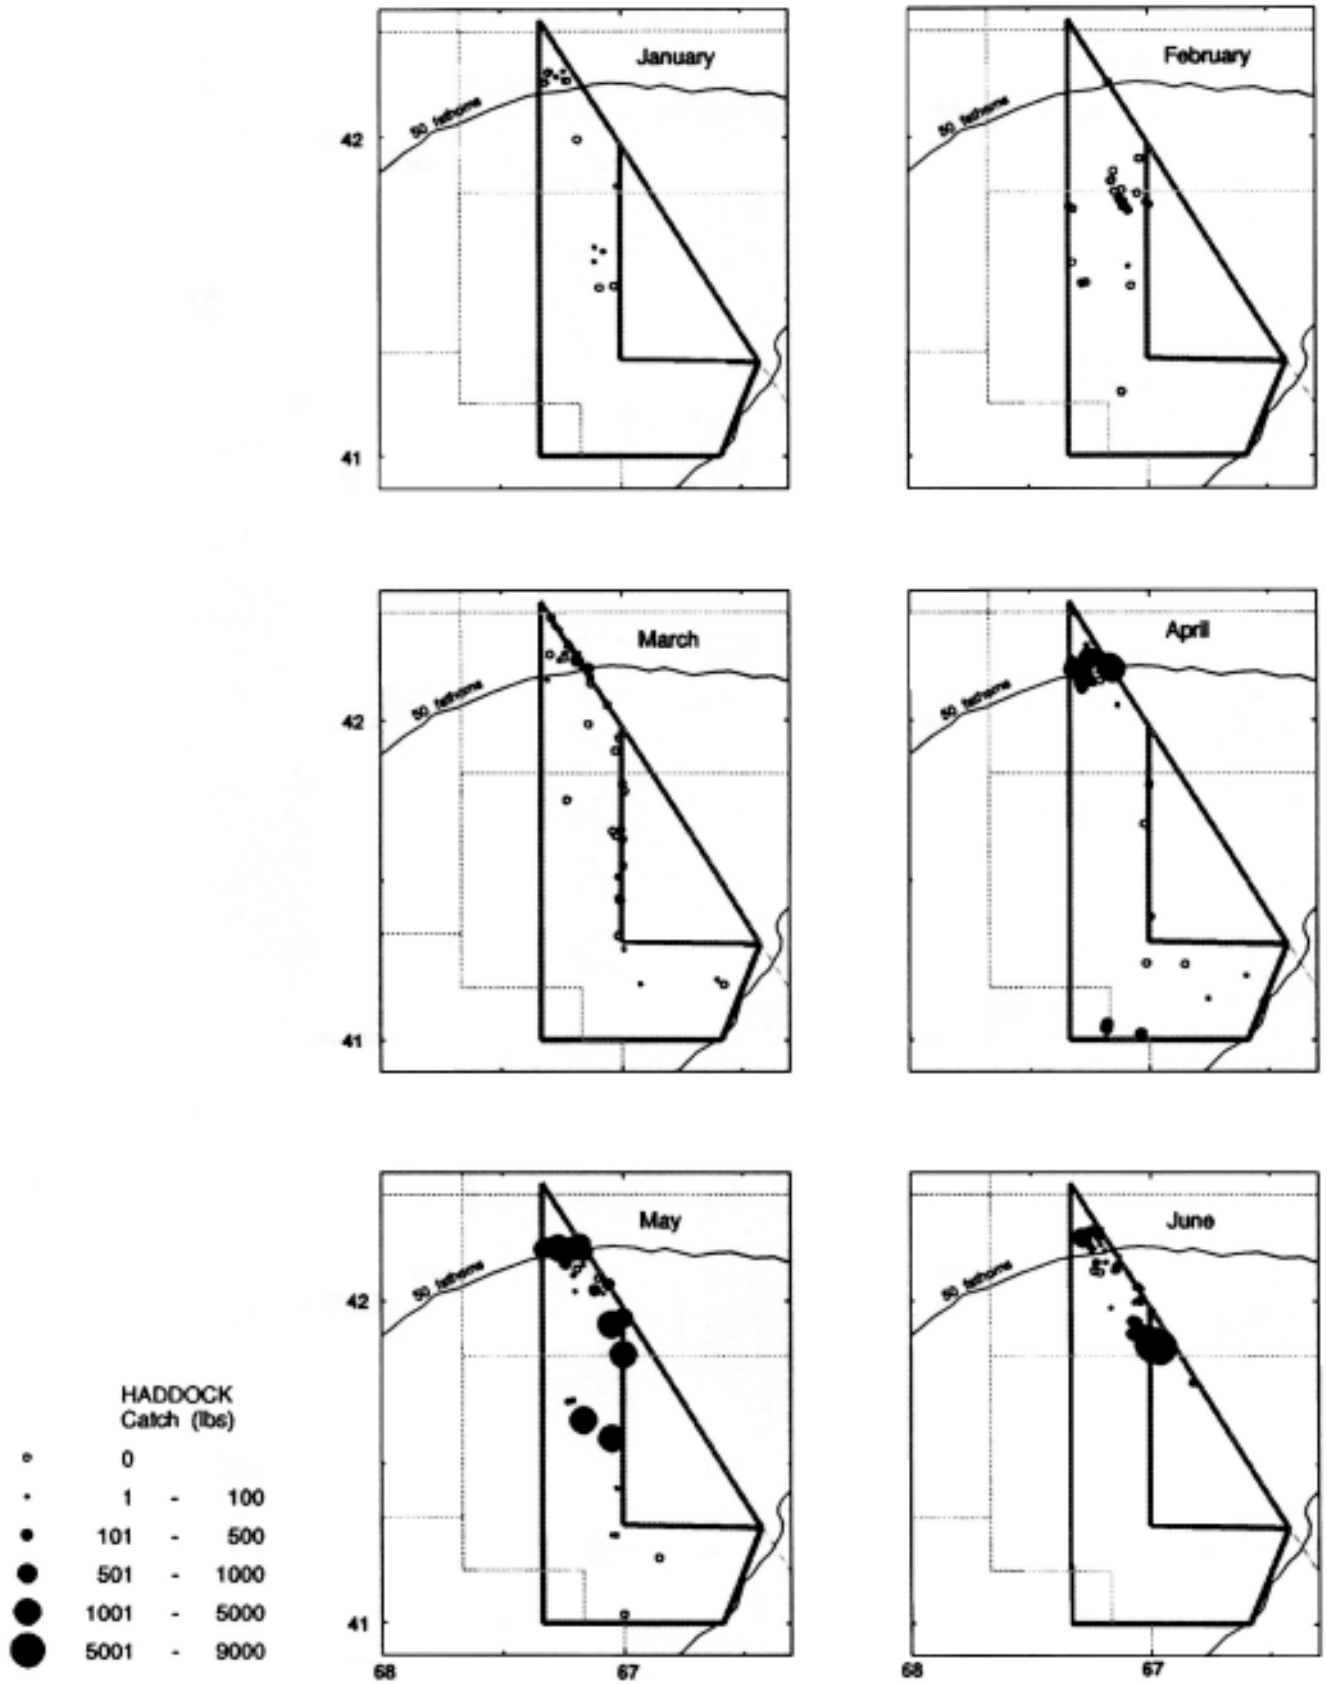 January
50 fathoms
42
41
February
50 fathoms
March
50 fathoms
42
41
April
50 fathoms
May
50 fathoms
42
41
68
67
June
50 fathoms
68
67
HADDOCK
Catch (lbs)
0
1 - 100
101 - 500
501 - 1000
1001 - 5000
5001 - 9000